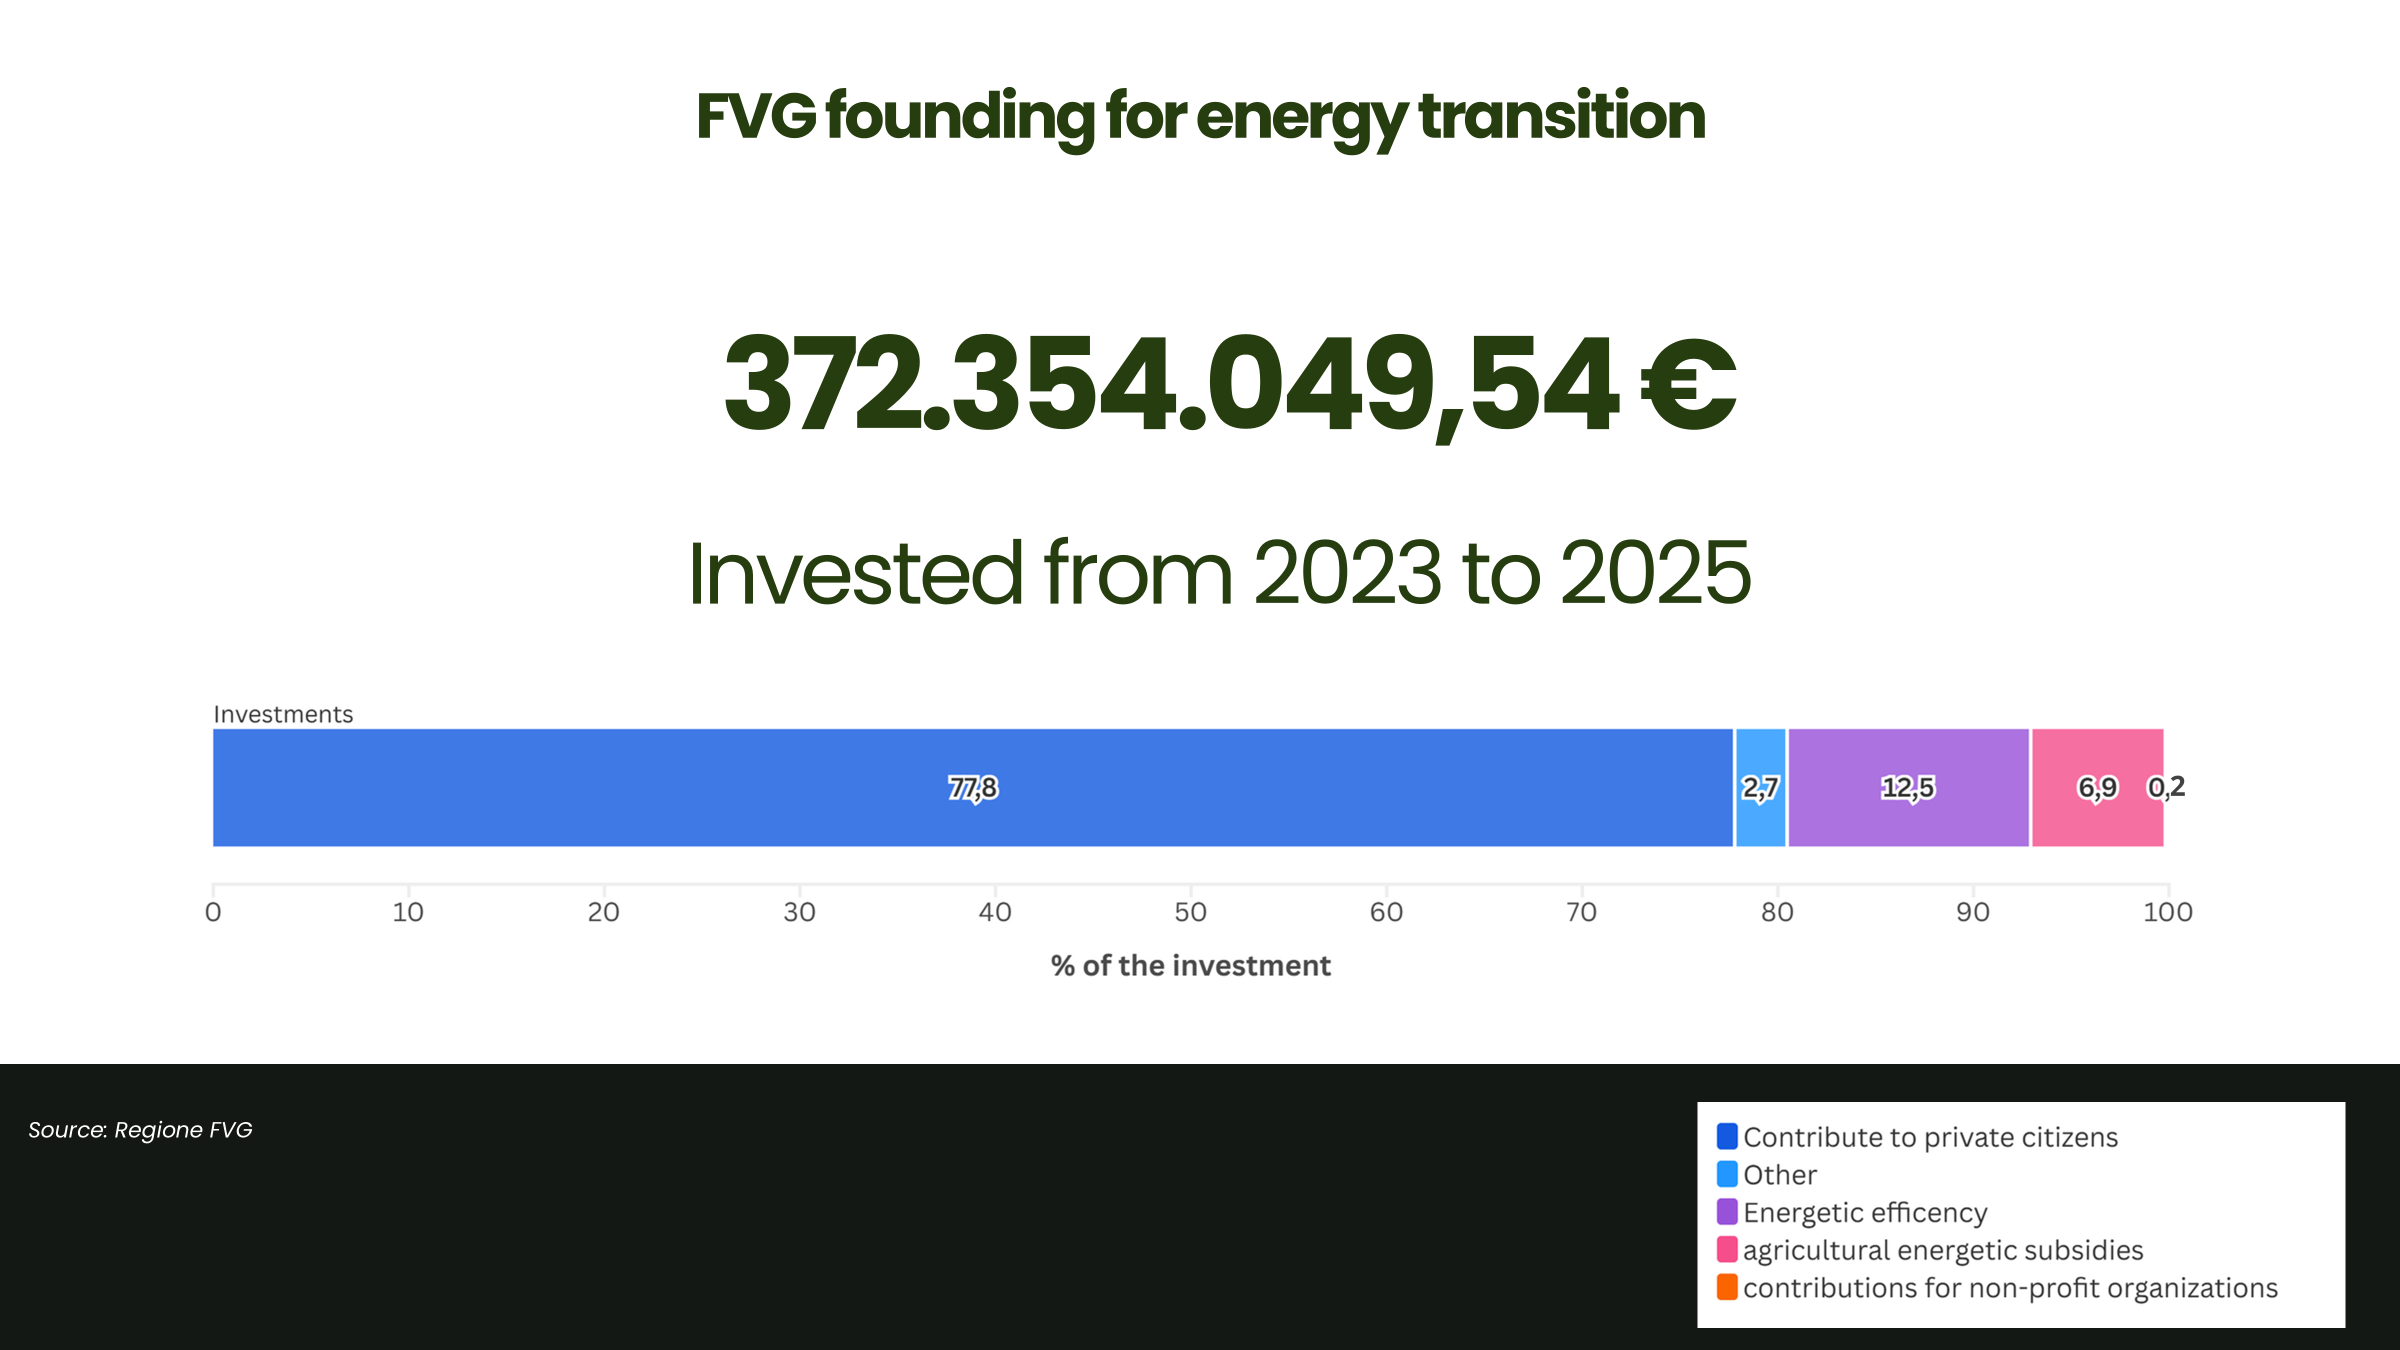 FVG founding for energy transition
372.354.049,54 €
Invested from 2023 to 2025
Investments
77,8 2,7 12,5 6,9 0,2
0 10 20 30 40 50 60 70 80 90 100
% of the investment
Source: Regione FVG
Contribute to private citizens
Other
Energetic efficency
agricultural energetic subsidies
contributions for non-profit organizations